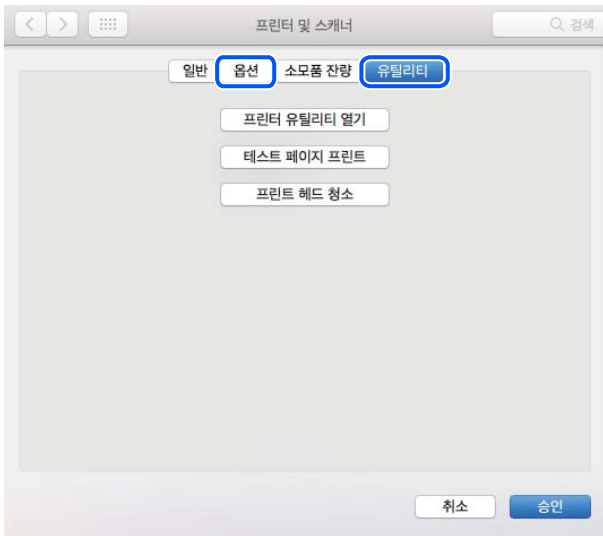 프린터 및 스캐너
검색
일반 옵션 소모품 잔량 유틸리티
프린터 유틸리티 열기
테스트 페이지 프린트
프린트 헤드 청소
취소 승인